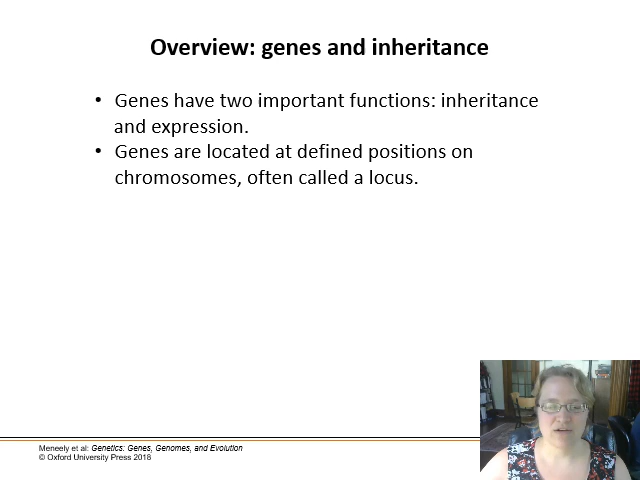 Overview: genes and inheritance
• Genes have two important functions: inheritance
and expression.
• Genes are located at defined positions on
chromosomes, often called a locus.
Meneely et al: Genetics: Genes, Genomes, and Evolution
© Oxford University Press 2018